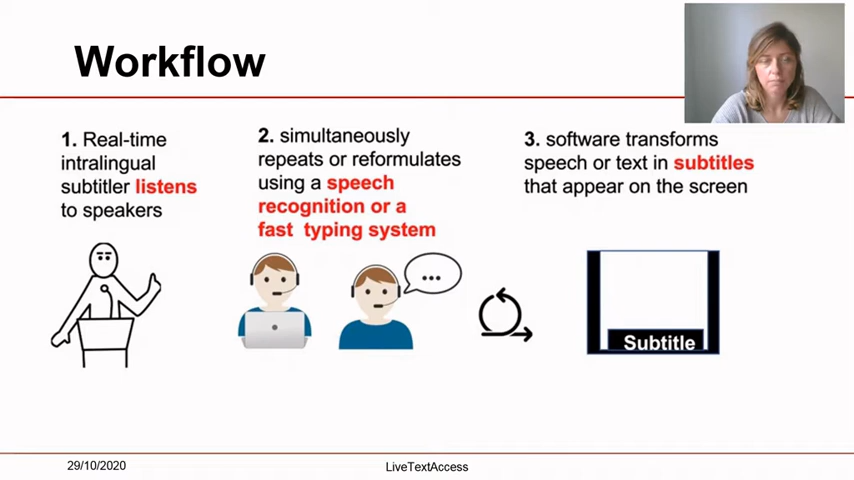 Workflow
1. Real-time
intralingual
subtitler listens
to speakers
2. simultaneously
repeats or reformulates
using a speech
recognition or a
fast typing system
3. software transforms
speech or text in subtitles
that appear on the screen
...
Subtitle
29/10/2020
LiveTextAccess